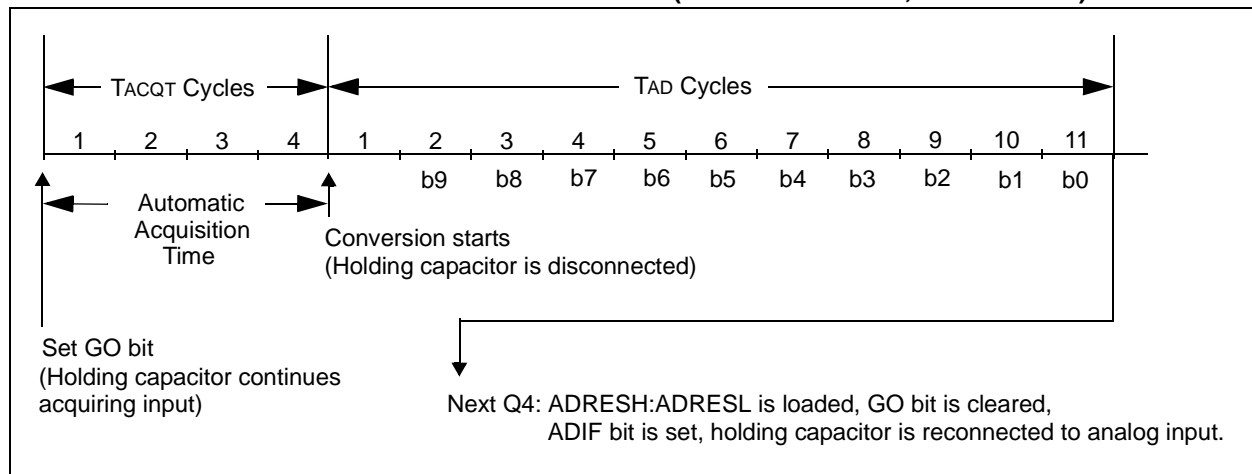 TACQT Cycles TAD Cycles
1 2 3 4 1 2 3 4 5 6 7 8 9 10 11
b9 b8 b7 b6 b5 b4 b3 b2 b1 b0
Automatic
Acquisition
Time
Conversion starts
(Holding capacitor is disconnected)
Set GO bit
(Holding capacitor continues
acquiring input)
Next Q4: ADRESH:ADRESL is loaded, GO bit is cleared,
ADIF bit is set, holding capacitor is reconnected to analog input.